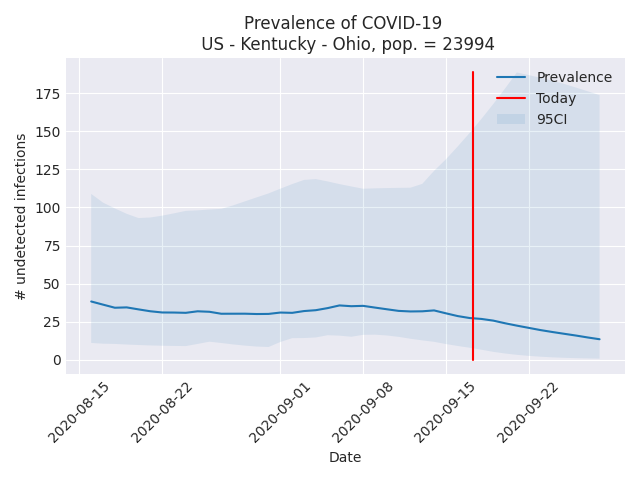 Prevalence of COVID-19
US - Kentucky - Ohio, pop. = 23994
Prevalence
Today
95CI
175
150
125
100
75
50
25
0
# undetected infections
2020-08-15
2020-08-22
2020-09-01
2020-09-08
2020-09-15
2020-09-22
Date